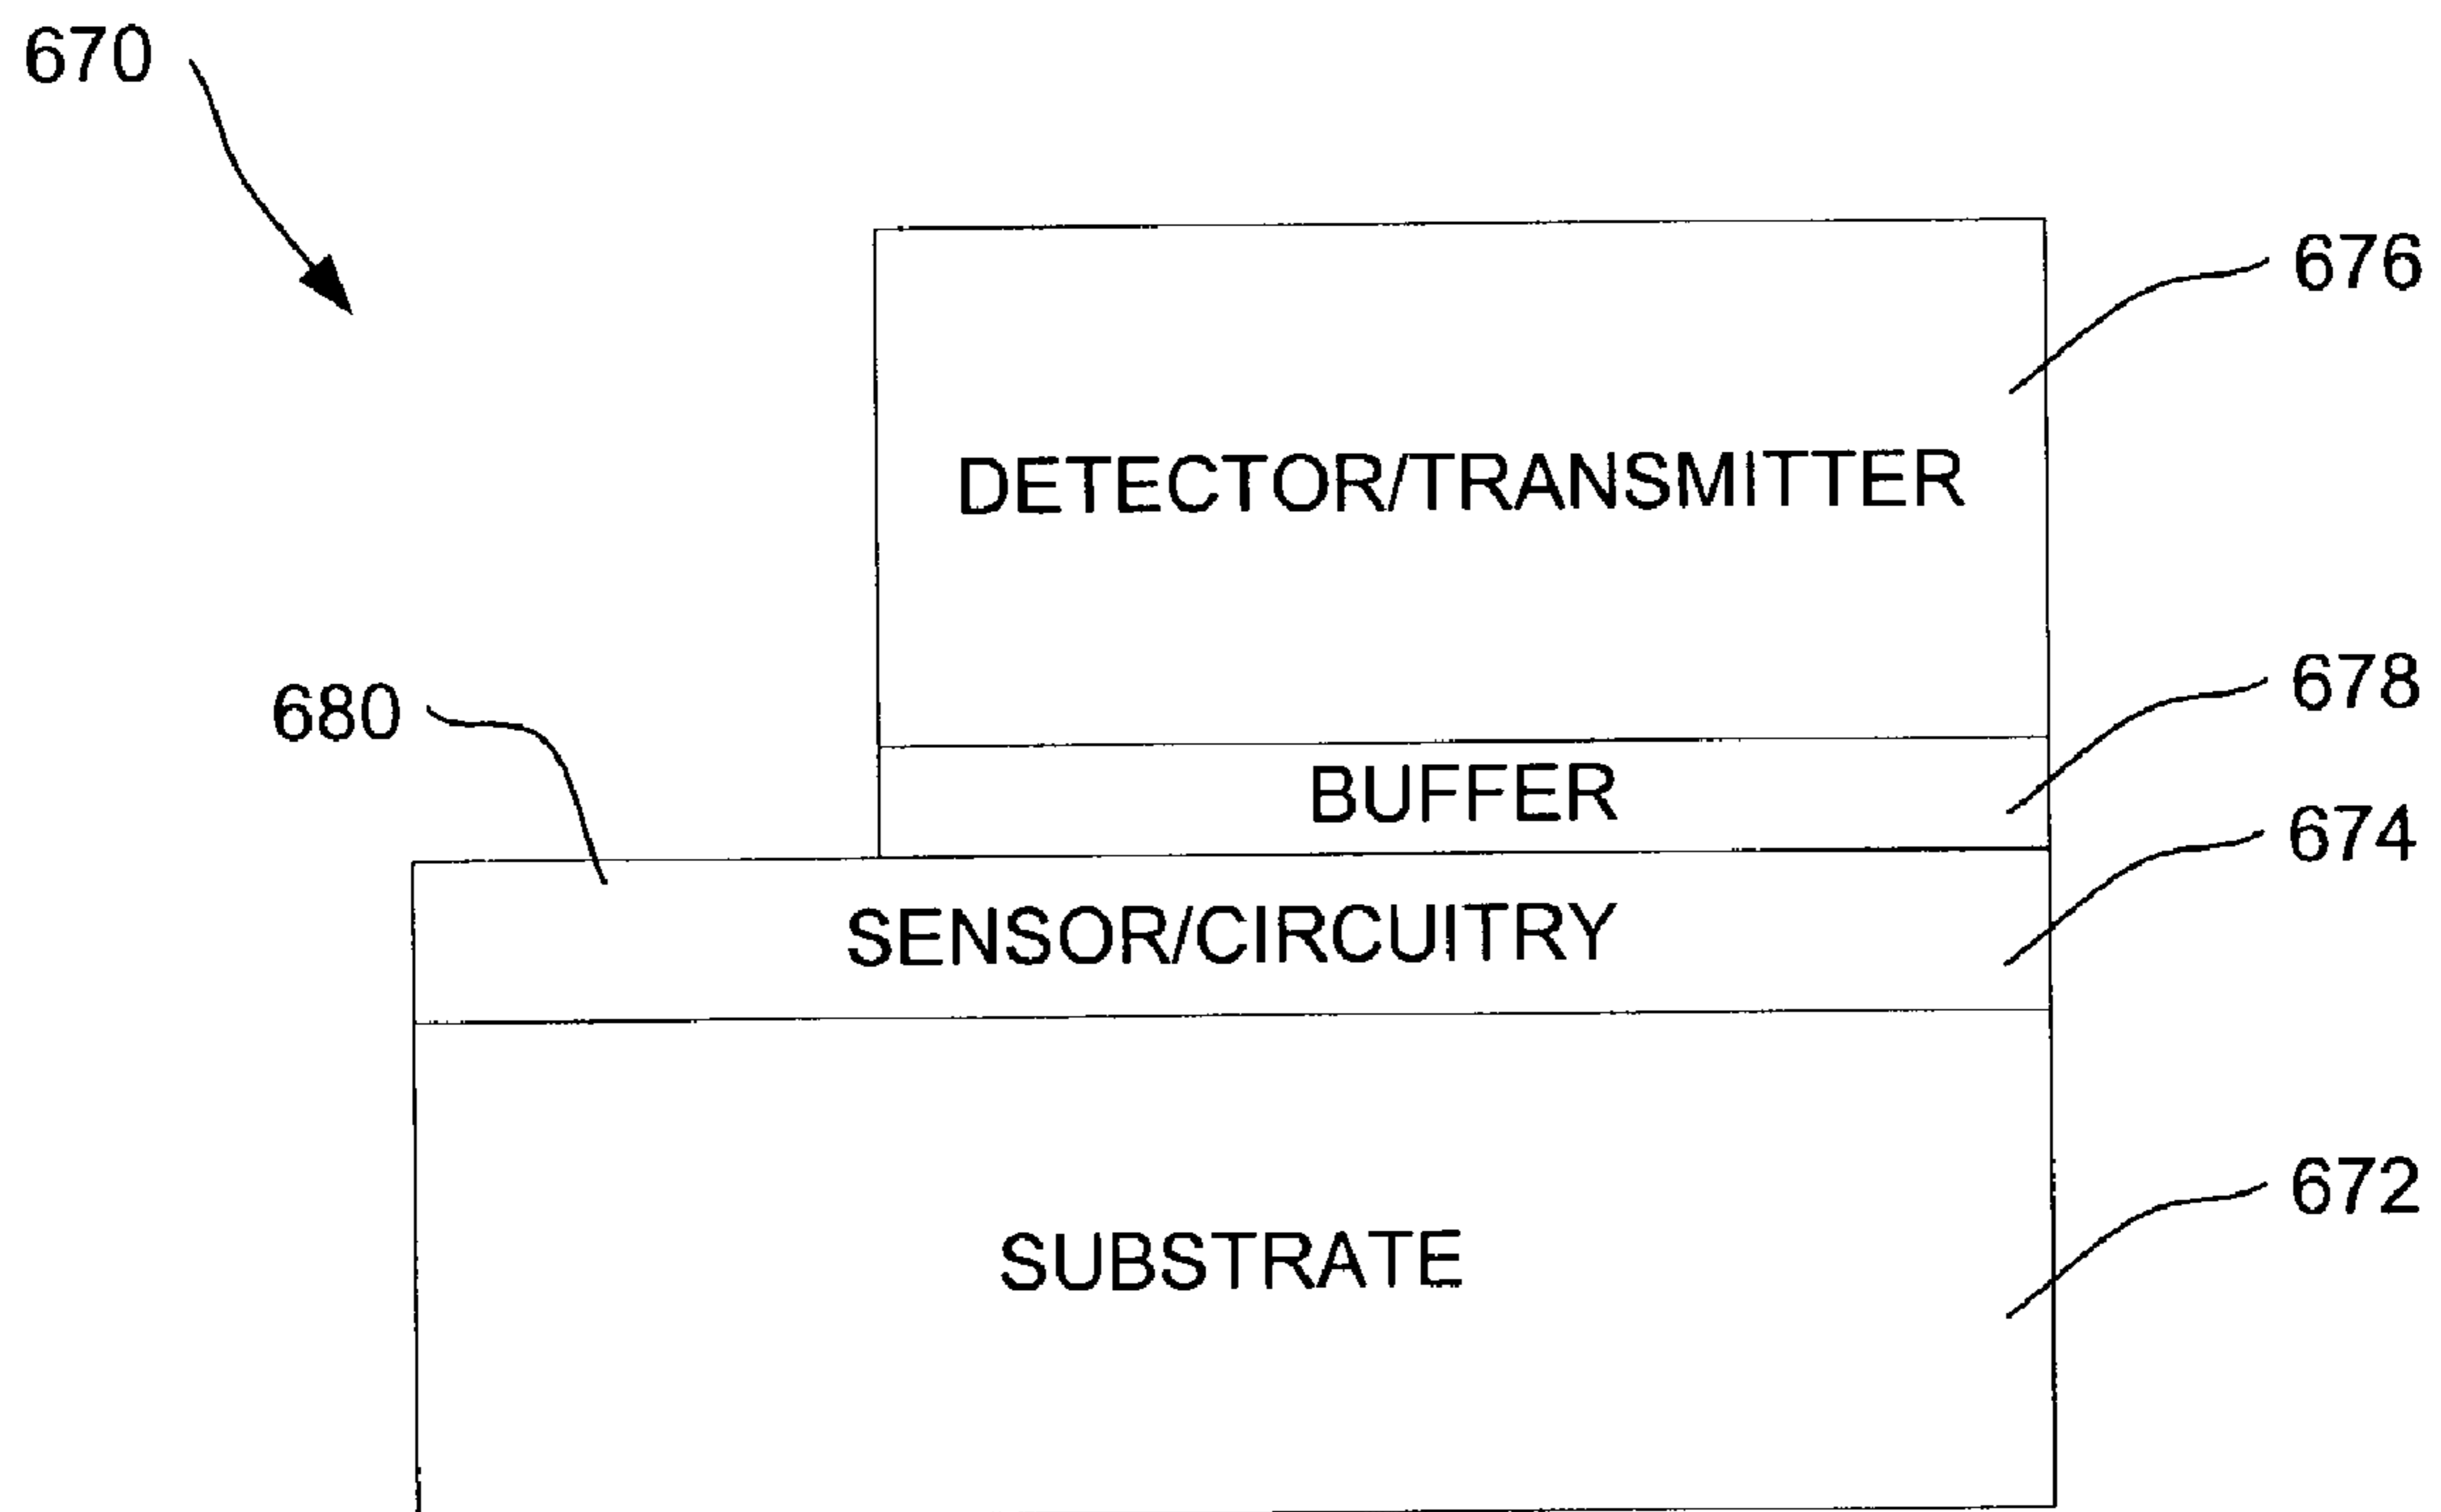 670
676
DETECTOR/TRANSMITTER
680
678
BUFFER
674
SENSOR/CIRCUITRY
672
SUBSTRATE